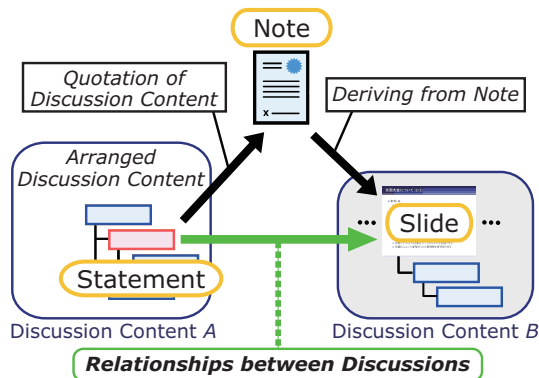 Note
Quotation of
Discussion Content
Deriving from Note
Arranged
Discussion Content
Statement
...
Slide
...
Discussion Content A
Discussion Content B
Relationships between Discussions